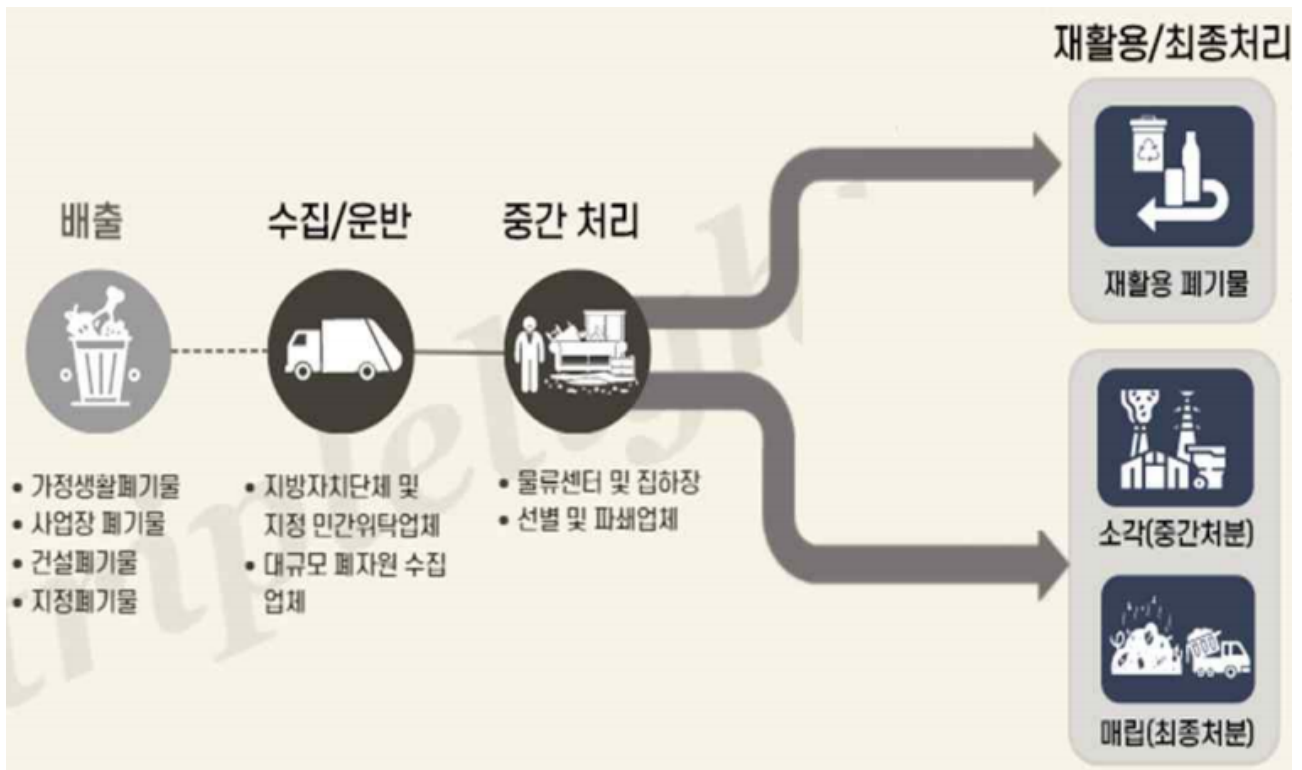 재활용/최종처리
배출
수집/운반
중간 처리
재활용 폐기물
• 가정생활폐기물
• 사업장 폐기물
• 건설폐기물
• 지정폐기물
• 지방자치단체 및
지정 민간위탁업체
• 대규모 폐자원 수집
업체
• 물류센터 및 집하장
• 선별 및 파쇄업체
소각(중간처분)
매립(최종처분)